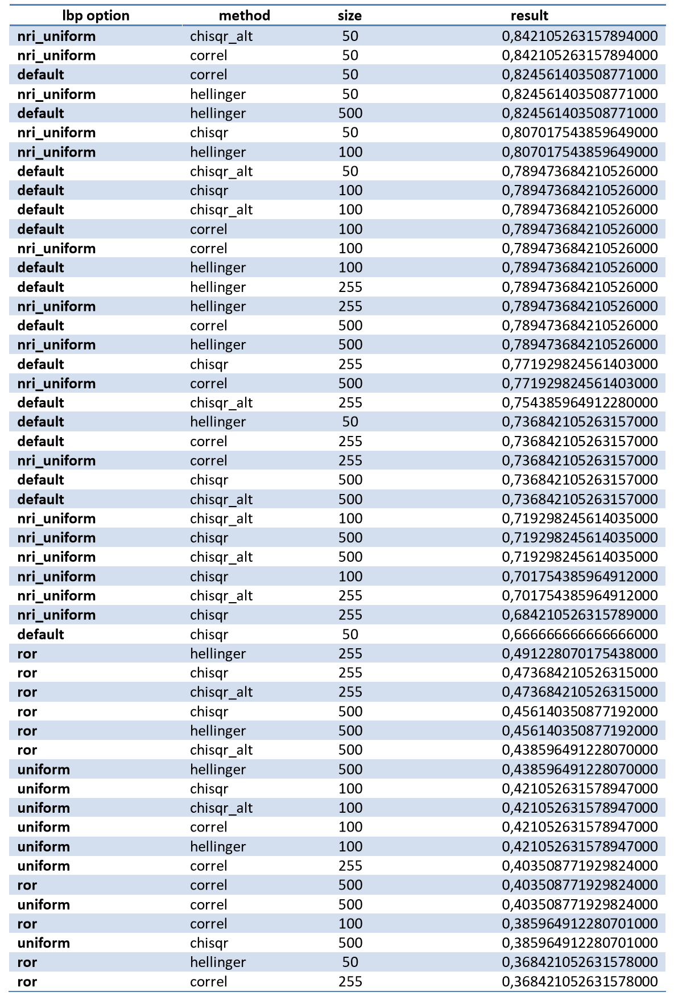 lbp option method size result
nri_uniform chisqr_alt 50 0,842105263157894000
nri_uniform correl 50 0,842105263157894000
default correl 50 0,824561403508771000
nri_uniform hellinger 50 0,824561403508771000
default hellinger 500 0,824561403508771000
nri_uniform chisqr 50 0,807017543859649000
nri_uniform hellinger 100 0,807017543859649000
default chisqr_alt 50 0,789473684210526000
default chisqr 100 0,789473684210526000
default chisqr_alt 100 0,789473684210526000
default correl 100 0,789473684210526000
nri_uniform correl 100 0,789473684210526000
default hellinger 100 0,789473684210526000
default hellinger 255 0,789473684210526000
nri_uniform hellinger 255 0,789473684210526000
default correl 500 0,789473684210526000
nri_uniform hellinger 500 0,789473684210526000
default chisqr 255 0,771929824561403000
nri_uniform correl 500 0,771929824561403000
default chisqr_alt 255 0,754385964912280000
default hellinger 50 0,736842105263157000
default correl 255 0,736842105263157000
nri_uniform correl 255 0,736842105263157000
default chisqr 500 0,736842105263157000
default chisqr_alt 500 0,736842105263157000
nri_uniform chisqr_alt 100 0,719298245614035000
nri_uniform chisqr 500 0,719298245614035000
nri_uniform chisqr_alt 500 0,719298245614035000
nri_uniform chisqr 100 0,701754385964912000
nri_uniform chisqr_alt 255 0,701754385964912000
nri_uniform chisqr 255 0,684210526315789000
default chisqr 50 0,666666666666666000
ror hellinger 255 0,491228070175438000
ror chisqr 255 0,473684210526315000
ror chisqr_alt 255 0,473684210526315000
ror chisqr 500 0,456140350877192000
ror hellinger 500 0,456140350877192000
ror chisqr_alt 500 0,438596491228070000
uniform hellinger 500 0,438596491228070000
uniform chisqr 100 0,421052631578947000
uniform chisqr_alt 100 0,421052631578947000
uniform correl 100 0,421052631578947000
uniform hellinger 100 0,421052631578947000
uniform correl 255 0,403508771929824000
ror correl 500 0,403508771929824000
uniform correl 500 0,403508771929824000
ror correl 100 0,385964912280701000
uniform chisqr 500 0,385964912280701000
ror hellinger 50 0,368421052631578000
ror correl 255 0,368421052631578000